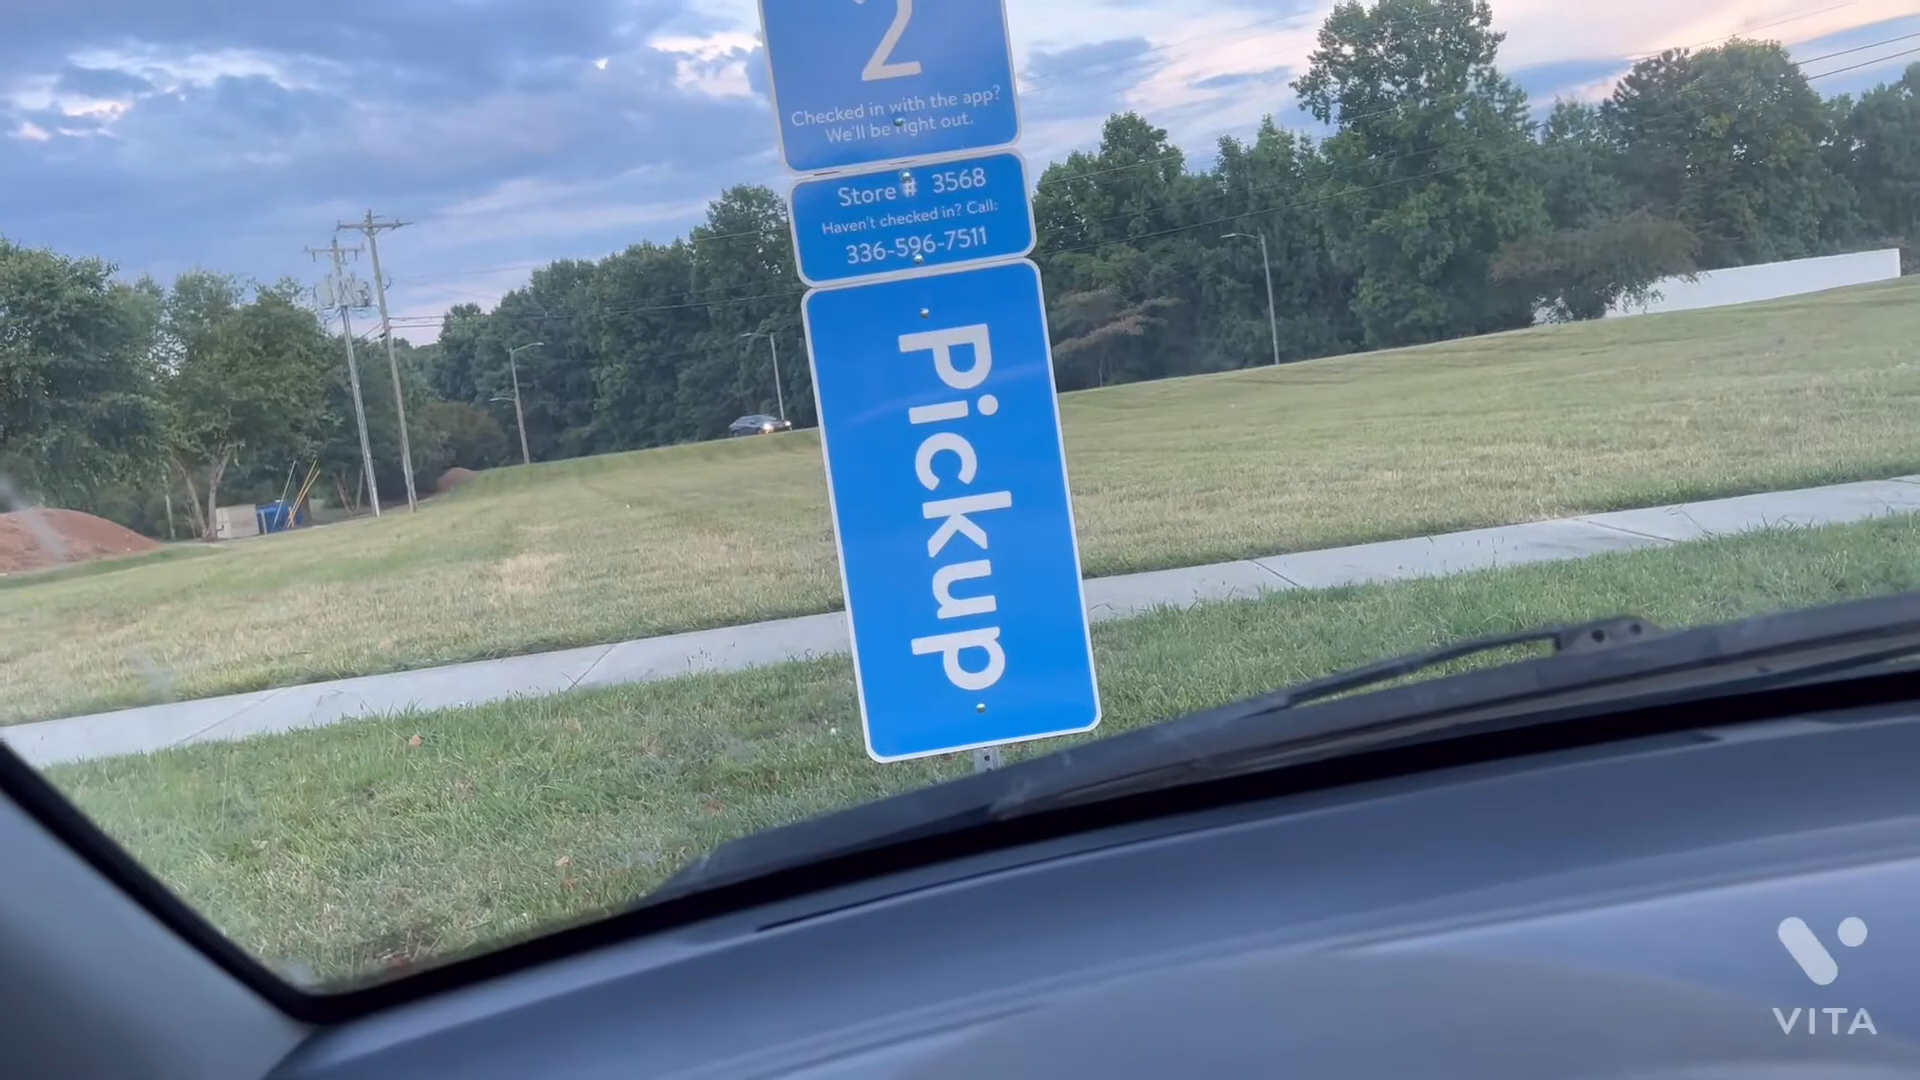 2
Checked in with the app?
We'll be right out.
Store # 3568
Haven't checked in? Call:
336-596-7511
Pickup
VITA